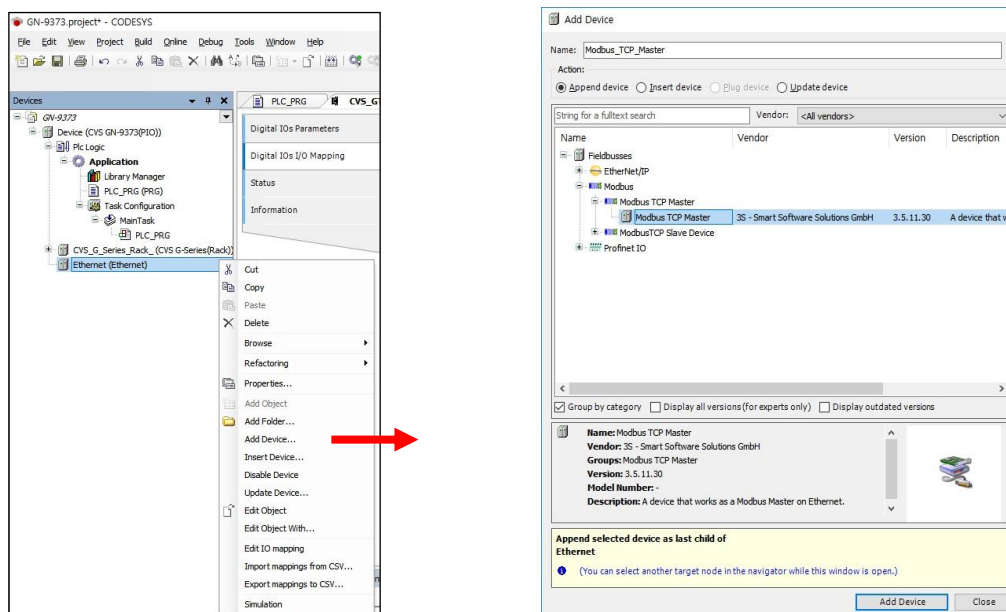 GN-9373.project* - CODESYS
File Edit View Project Build Online Debug Tools Window Help
Devices
GN-9373
Device (CVS GN-9373(PIO))
Plc Logic
Application
Library Manager
PLC_PRG (PRG)
Task Configuration
MainTask
PLC_PRG
CVS_G_Series_Rack_ (CVS G-Series(Rack))
Ethernet (Ethernet)
PLC_PRG
CVS_G
Digital IOs Parameters
Digital IOs I/O Mapping
Status
Information
Cut
Copy
Paste
Delete
Browse
Refactoring
Properties...
Add Object
Add Folder...
Add Device...
Insert Device...
Disable Device
Update Device...
Edit Object
Edit Object With...
Edit IO mapping
Import mappings from CSV...
Export mappings to CSV...
Simulation
Add Device
Name: Modbus_TCP_Master
Action:
Append device Insert device Plug device Update device
String for a fulltext search Vendor: <All vendors>
Name Vendor Version Description
Fieldbusses
EtherNet/IP
Modbus
Modbus TCP Master
Modbus TCP Master 3S - Smart Software Solutions GmbH 3.5.11.30 A device that w
ModbusTCP Slave Device
Profinet IO
Group by category Display all versions (for experts only) Display outdated versions
Name: Modbus TCP Master
Vendor: 3S - Smart Software Solutions GmbH
Groups: Modbus TCP Master
Version: 3.5.11.30
Model Number: -
Description: A device that works as a Modbus Master on Ethernet.
Append selected device as last child of
Ethernet
(You can select another target node in the navigator while this window is open.)
Add Device Close